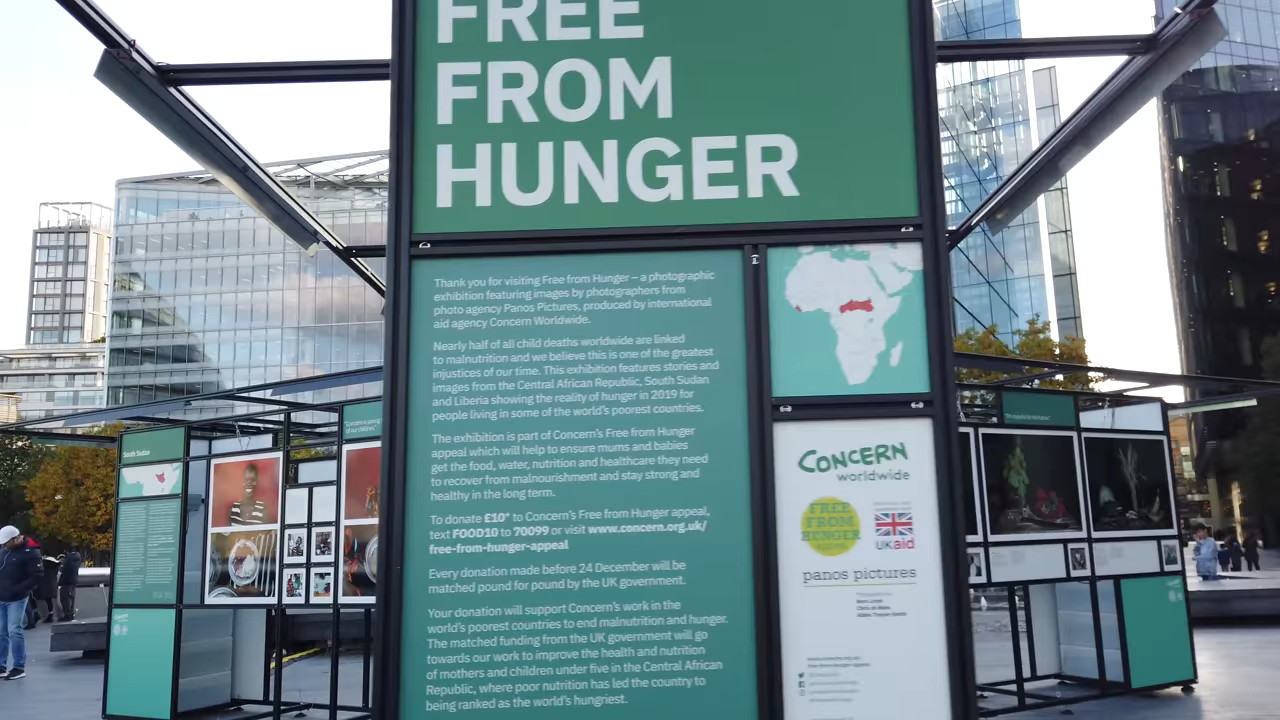 FREE
FROM
HUNGER
Thank you for visiting Free from Hunger – a photographic
exhibition featuring images by photographers from
photo agency Panos Pictures, produced by international
aid agency Concern Worldwide.
Nearly half of all child deaths worldwide are linked
to malnutrition and we believe this is one of the greatest
injustices of our time. This exhibition features stories and
images from the Central African Republic, South Sudan
and Liberia showing the reality of hunger in 2019 for
people living in some of the world's poorest countries.
The exhibition is part of Concern's Free from Hunger
appeal which will help to ensure mums and babies
get the food, water, nutrition and healthcare they need
to recover from malnourishment and stay strong and
healthy in the long term.
To donate £10* to Concern's Free from Hunger appeal,
text FOOD10 to 70099 or visit www.concern.org.uk/
free-from-hunger-appeal
Every donation made before 24 December will be
matched pound for pound by the UK government.
Your donation will support Concern's work in the
world's poorest countries to end malnutrition and hunger.
The matched funding from the UK government will go
towards our work to improve the health and nutrition
of mothers and children under five in the Central African
Republic, where poor nutrition has led the country to
being ranked as the world's hungriest.
CONCERN
worldwide
FREE
FROM
HUNGER
UKaid
panos pictures
South Sudan